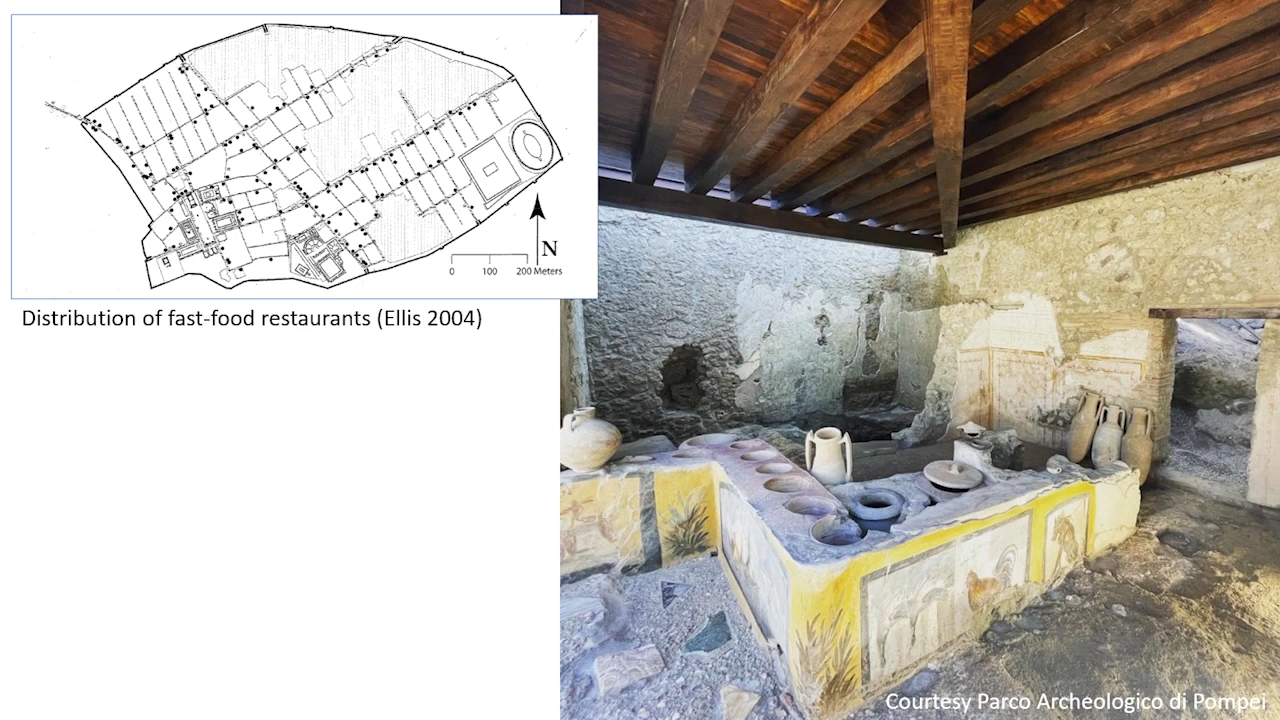 N
0 100 200 Meters
Distribution of fast-food restaurants (Ellis 2004)
Courtesy Parco Archeologico di Pompei